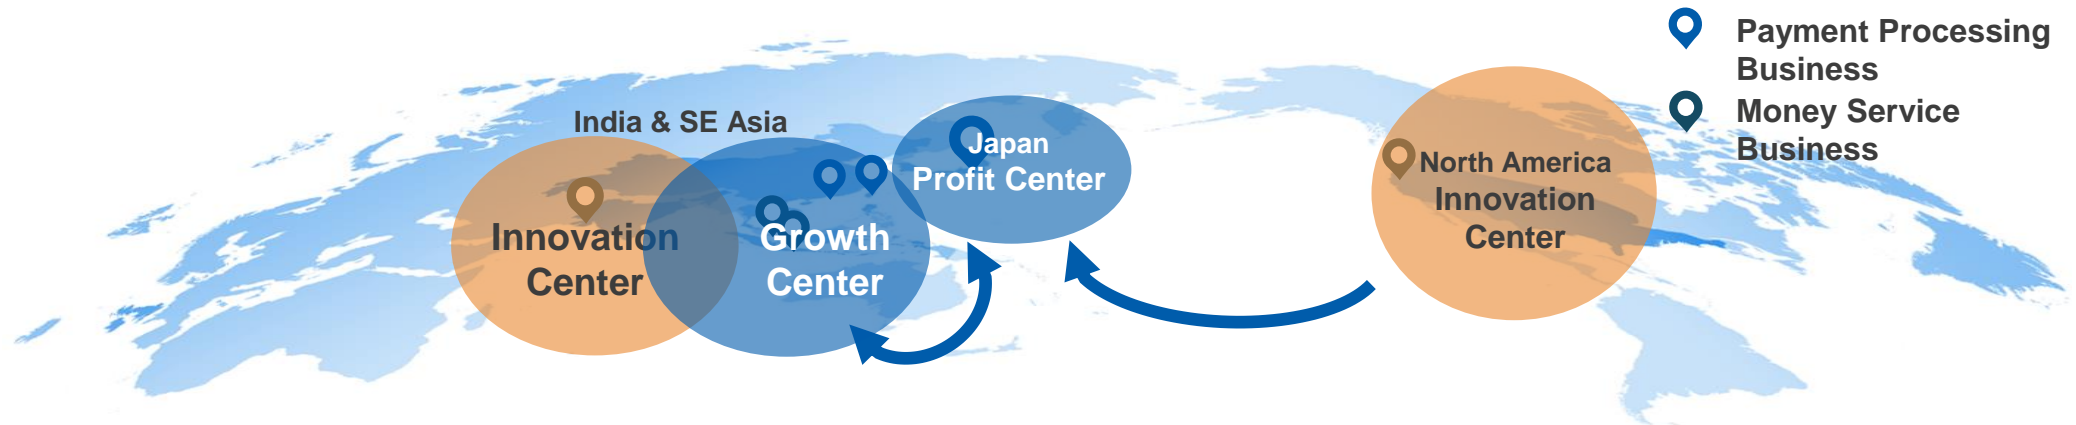 Payment Processing
Business
Money Service
Business
India & SE Asia
Innovation
Center
Growth
Center
Japan
Profit Center
North America
Innovation
Center